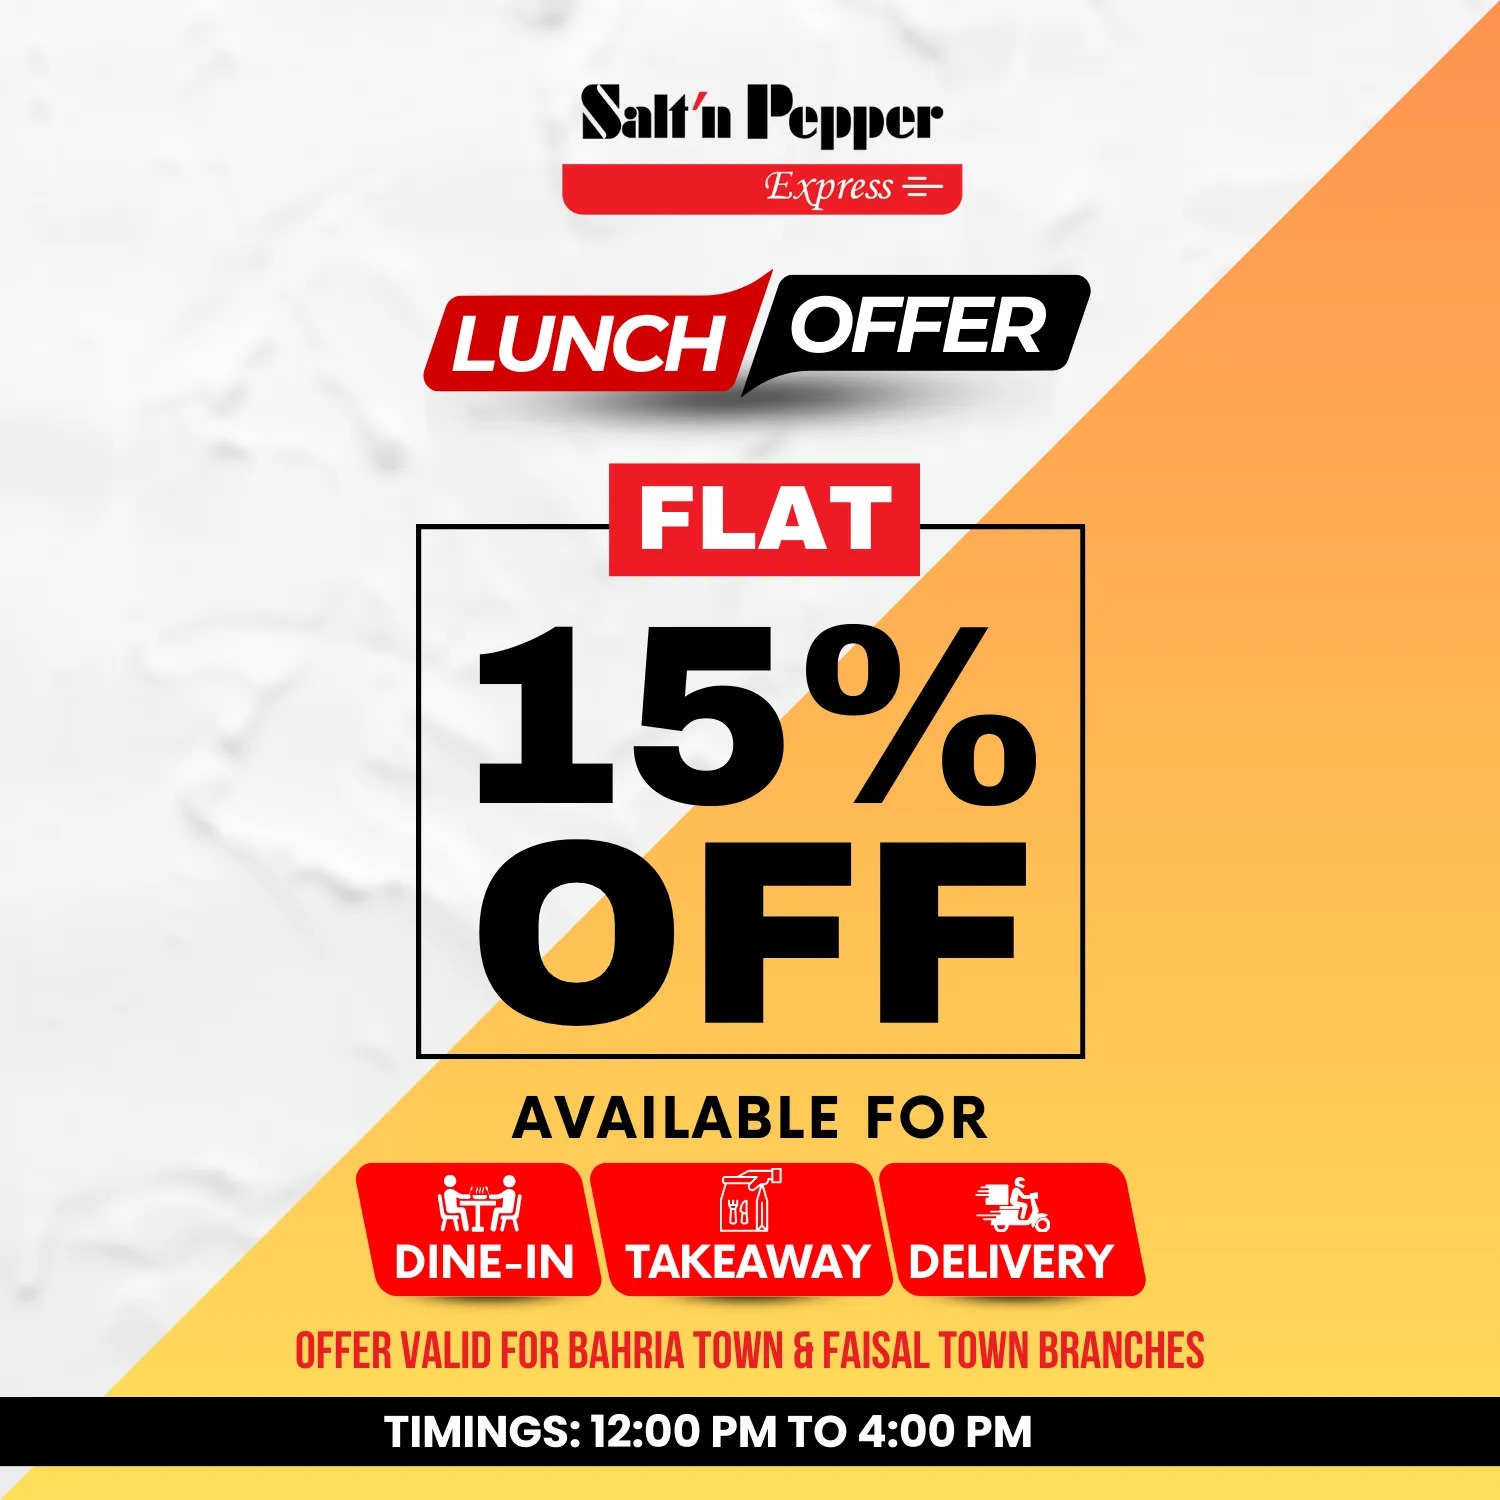 Salt'n Pepper
Express
LUNCH OFFER
FLAT
15%
OFF
AVAILABLE FOR
DINE-IN TAKEAWAY DELIVERY
OFFER VALID FOR BAHRIA TOWN & FAISAL TOWN BRANCHES
TIMINGS: 12:00 PM TO 4:00 PM